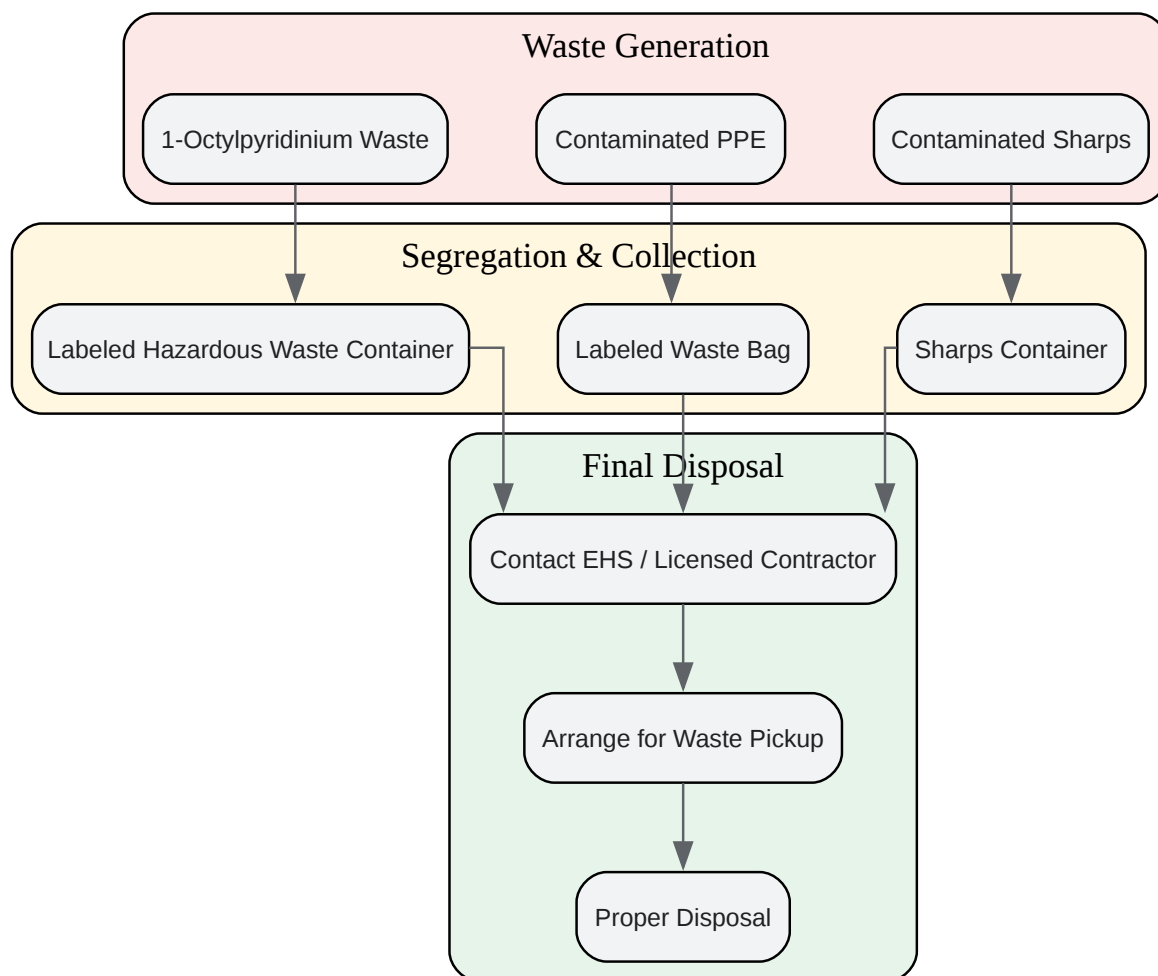 Waste Generation
1-Octylpyridinium Waste
Contaminated PPE
Contaminated Sharps
Segregation & Collection
Labeled Hazardous Waste Container
Labeled Waste Bag
Sharps Container
Final Disposal
Contact EHS / Licensed Contractor
Arrange for Waste Pickup
Proper Disposal